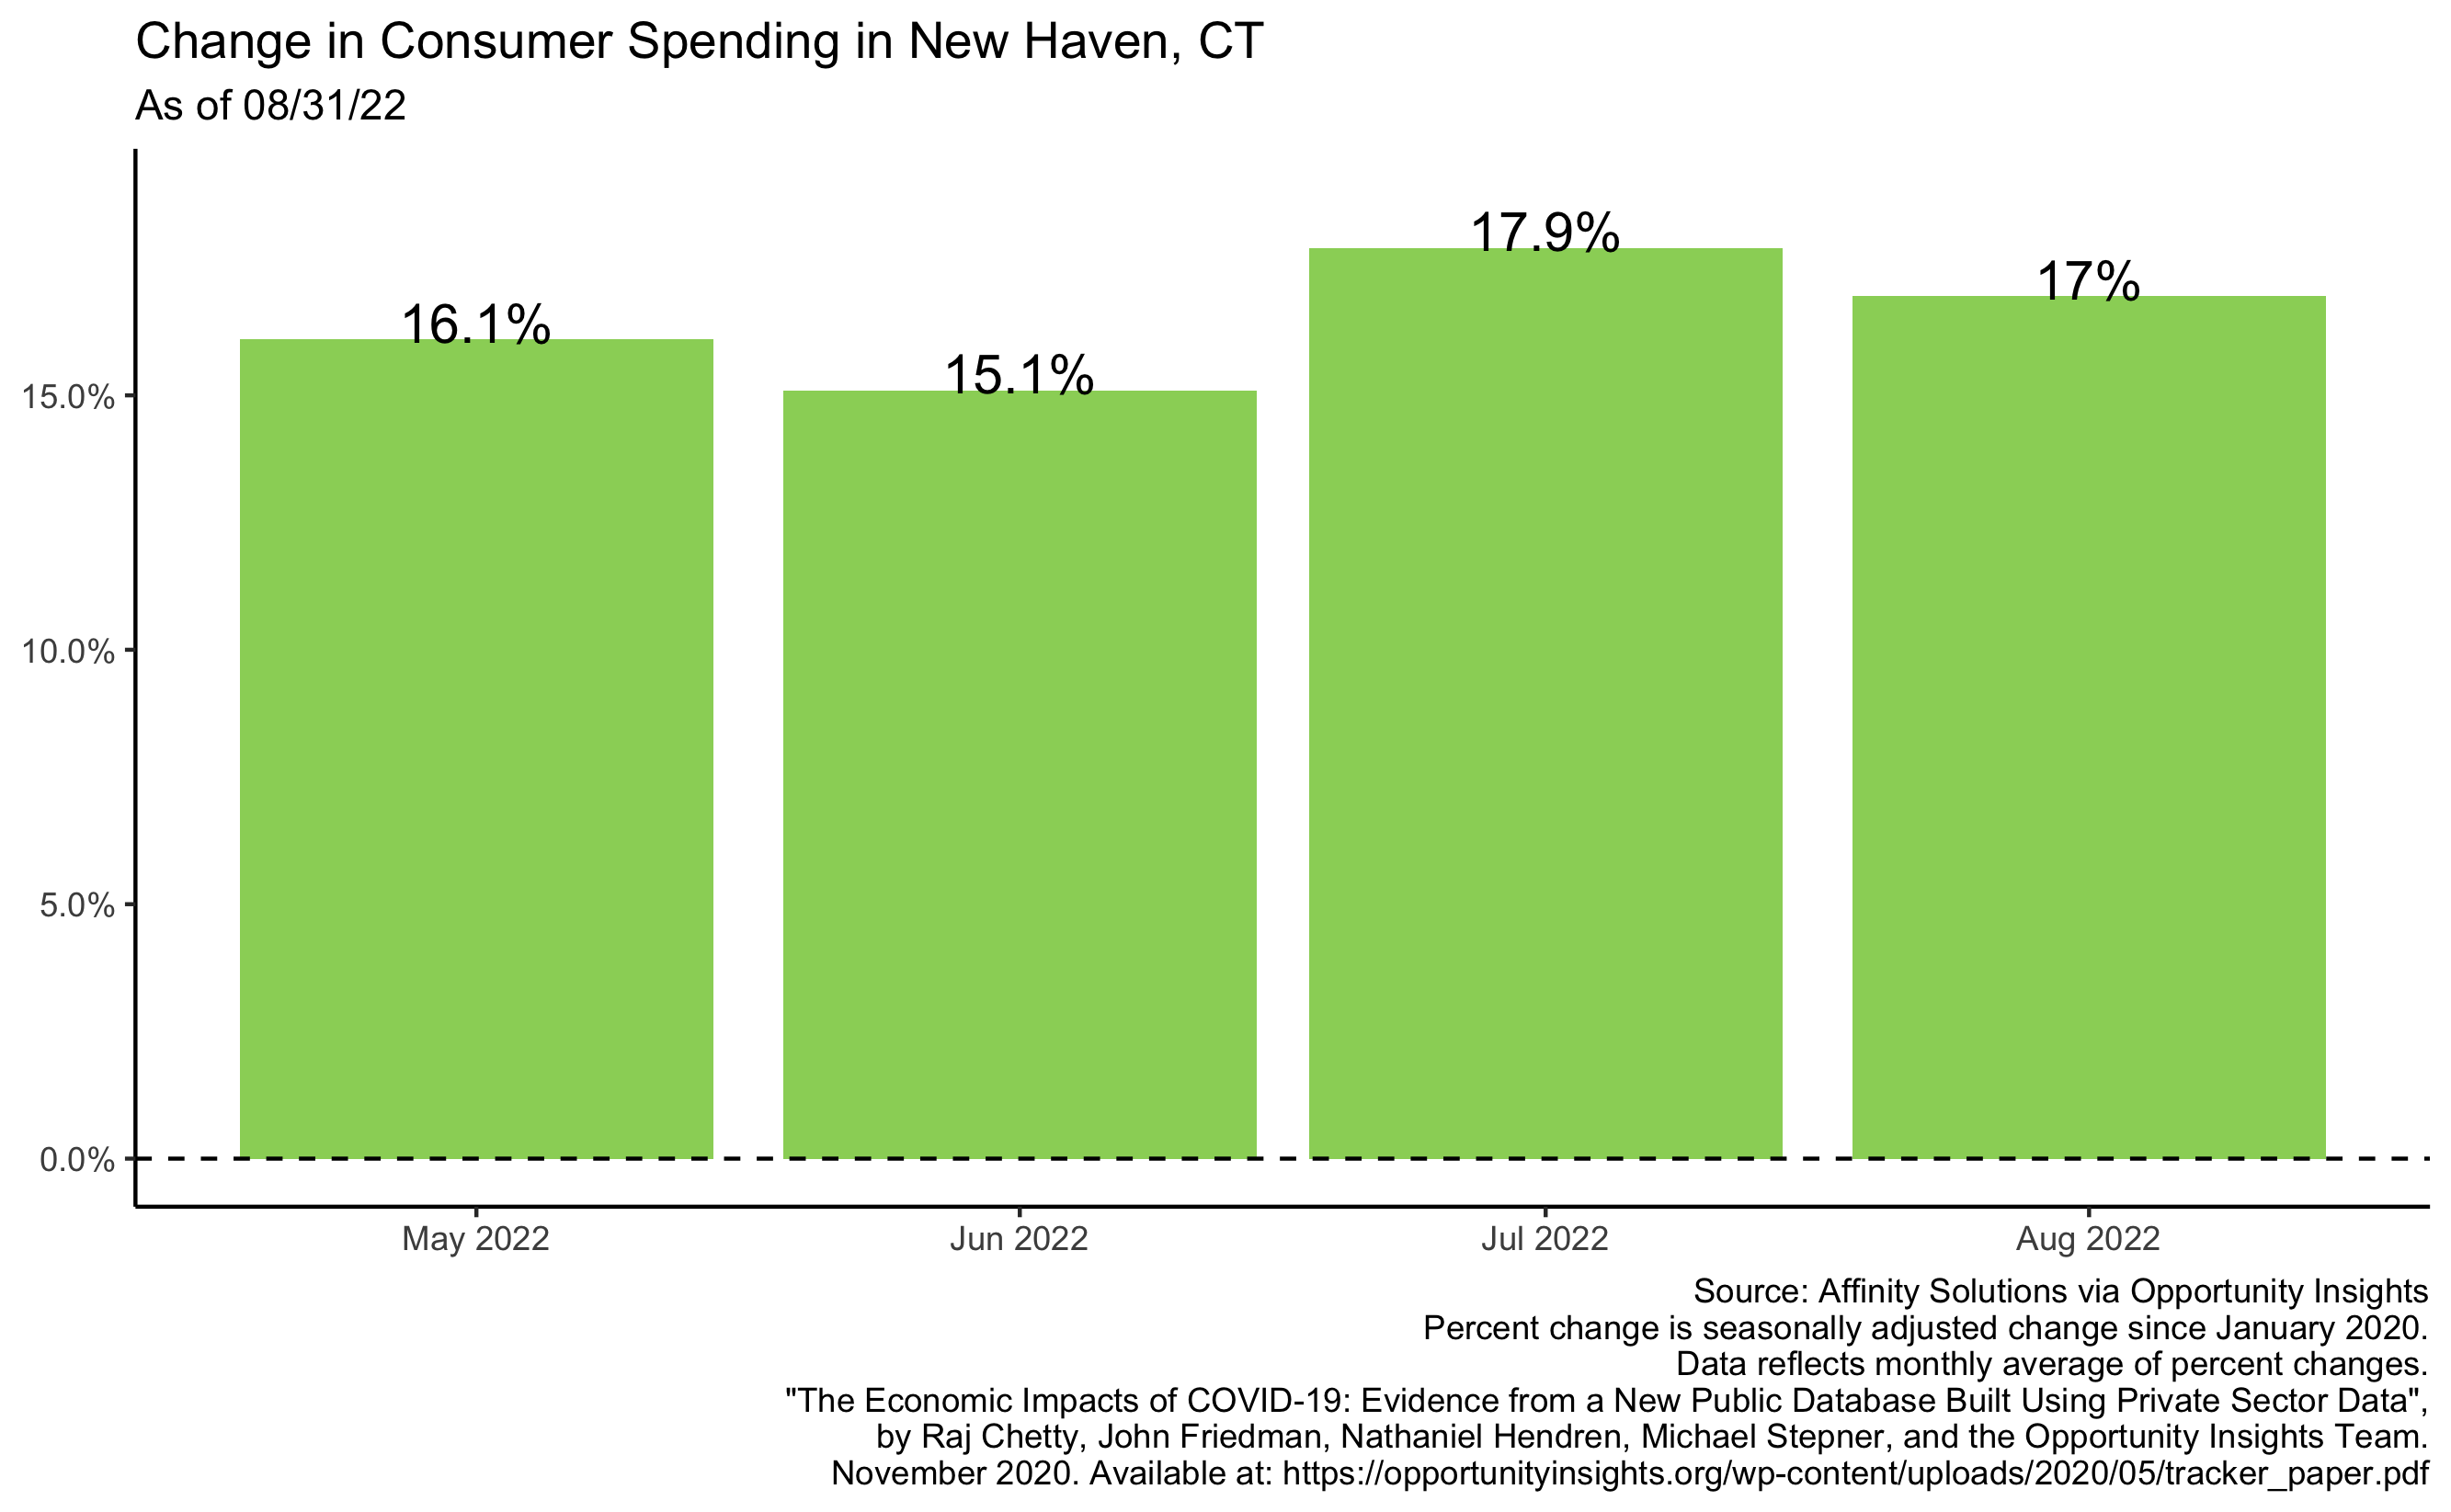 Change in Consumer Spending in New Haven, CT
As of 08/31/22
17.9%
17%
16.1%
15.1%
15.0%
10.0%
5.0%
0.0%
May 2022
Jun 2022
Jul 2022
Aug 2022
Source: Affinity Solutions via Opportunity Insights
Percent change is seasonally adjusted change since January 2020.
Data reflects monthly average of percent changes.
"The Economic Impacts of COVID-19: Evidence from a New Public Database Built Using Private Sector Data",
by Raj Chetty, John Friedman, Nathaniel Hendren, Michael Stepner, and the Opportunity Insights Team.
November 2020. Available at: https://opportunityinsights.org/wp-content/uploads/2020/05/tracker_paper.pdf